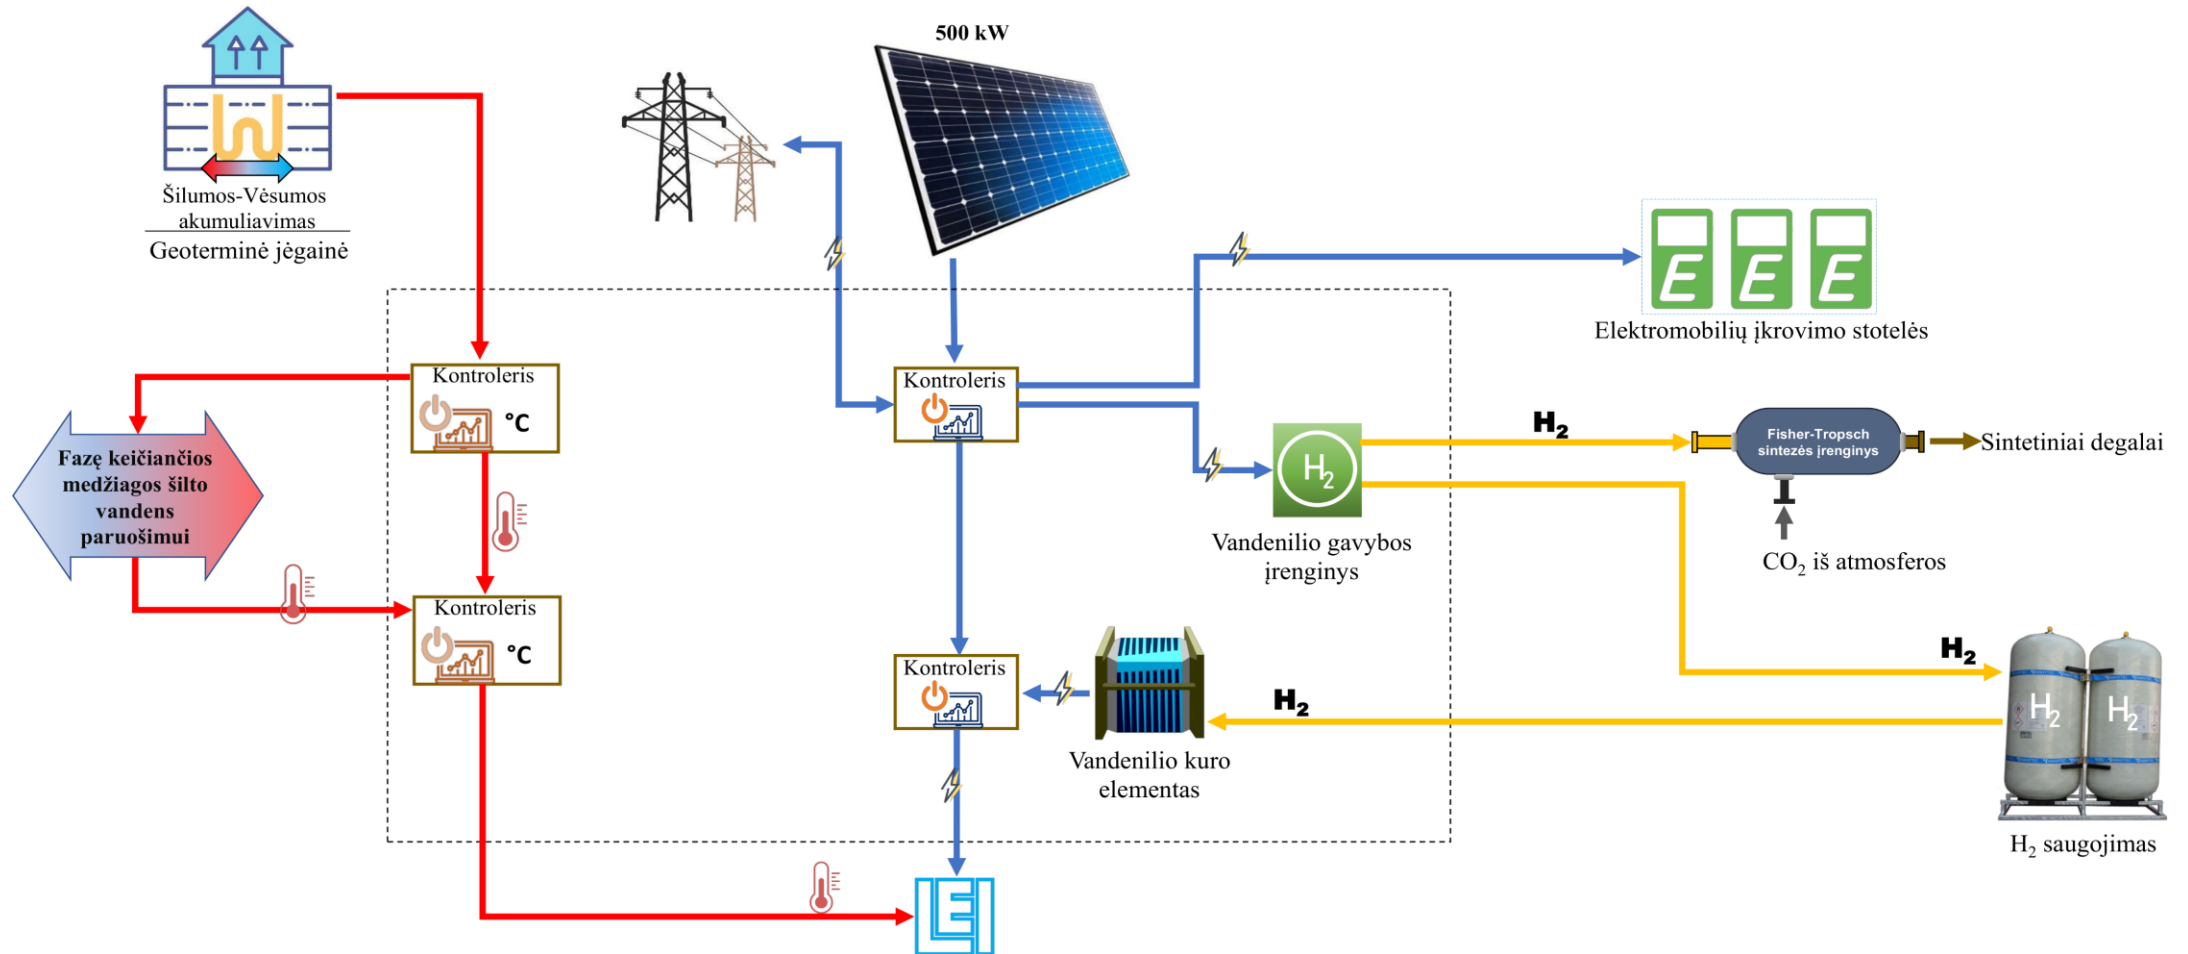 500 kW
Šilumos-Vėsumos
akumuliavimas
Geoterminė jėgainė
E E E
Elektromobilių įkrovimo stotelės
Kontroleris
°C
Kontroleris
H₂
Fisher-Tropsch
sintezės įrenginys
Sintetiniai degalai
H₂
Fazę keičiančios
medžiagos šilto
vandens
paruošimui
Vandenilio gavybos
įrenginys
CO₂ iš atmosferos
Kontroleris
°C
Kontroleris
H₂
H₂
H₂ H₂
Vandenilio kuro
elementas
H₂ saugojimas
LEI